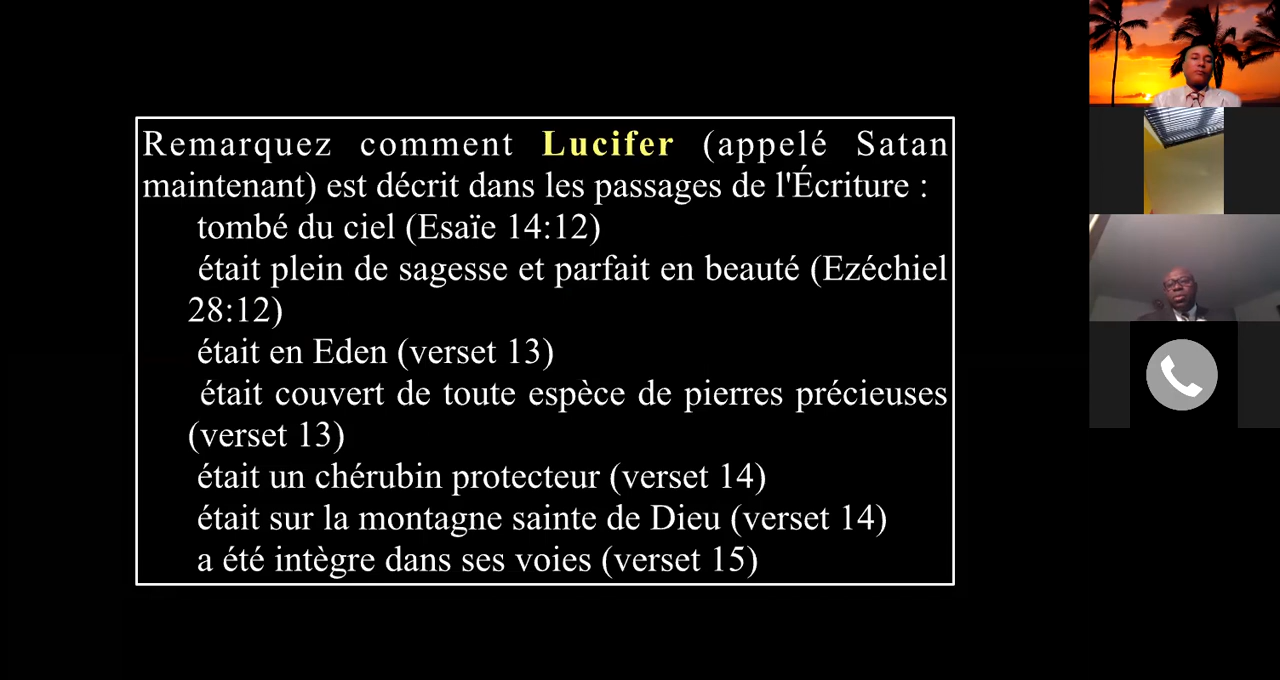 Remarquez comment Lucifer (appelé Satan
maintenant) est décrit dans les passages de l'Écriture :
tombé du ciel (Esaïe 14:12)
était plein de sagesse et parfait en beauté (Ezéchiel
28:12)
était en Eden (verset 13)
était couvert de toute espèce de pierres précieuses
(verset 13)
était un chérubin protecteur (verset 14)
était sur la montagne sainte de Dieu (verset 14)
a été intègre dans ses voies (verset 15)